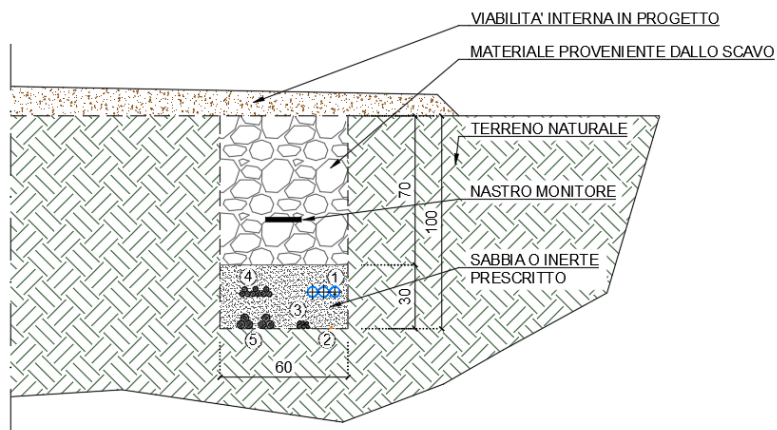 VIABILITA' INTERNA IN PROGETTO
MATERIALE PROVENIENTE DALLO SCAVO
TERRENO NATURALE
70
100
NASTRO MONITORE
SABBIA O INERTE
PRESCRITTO
30
4
1
3
5
2
60